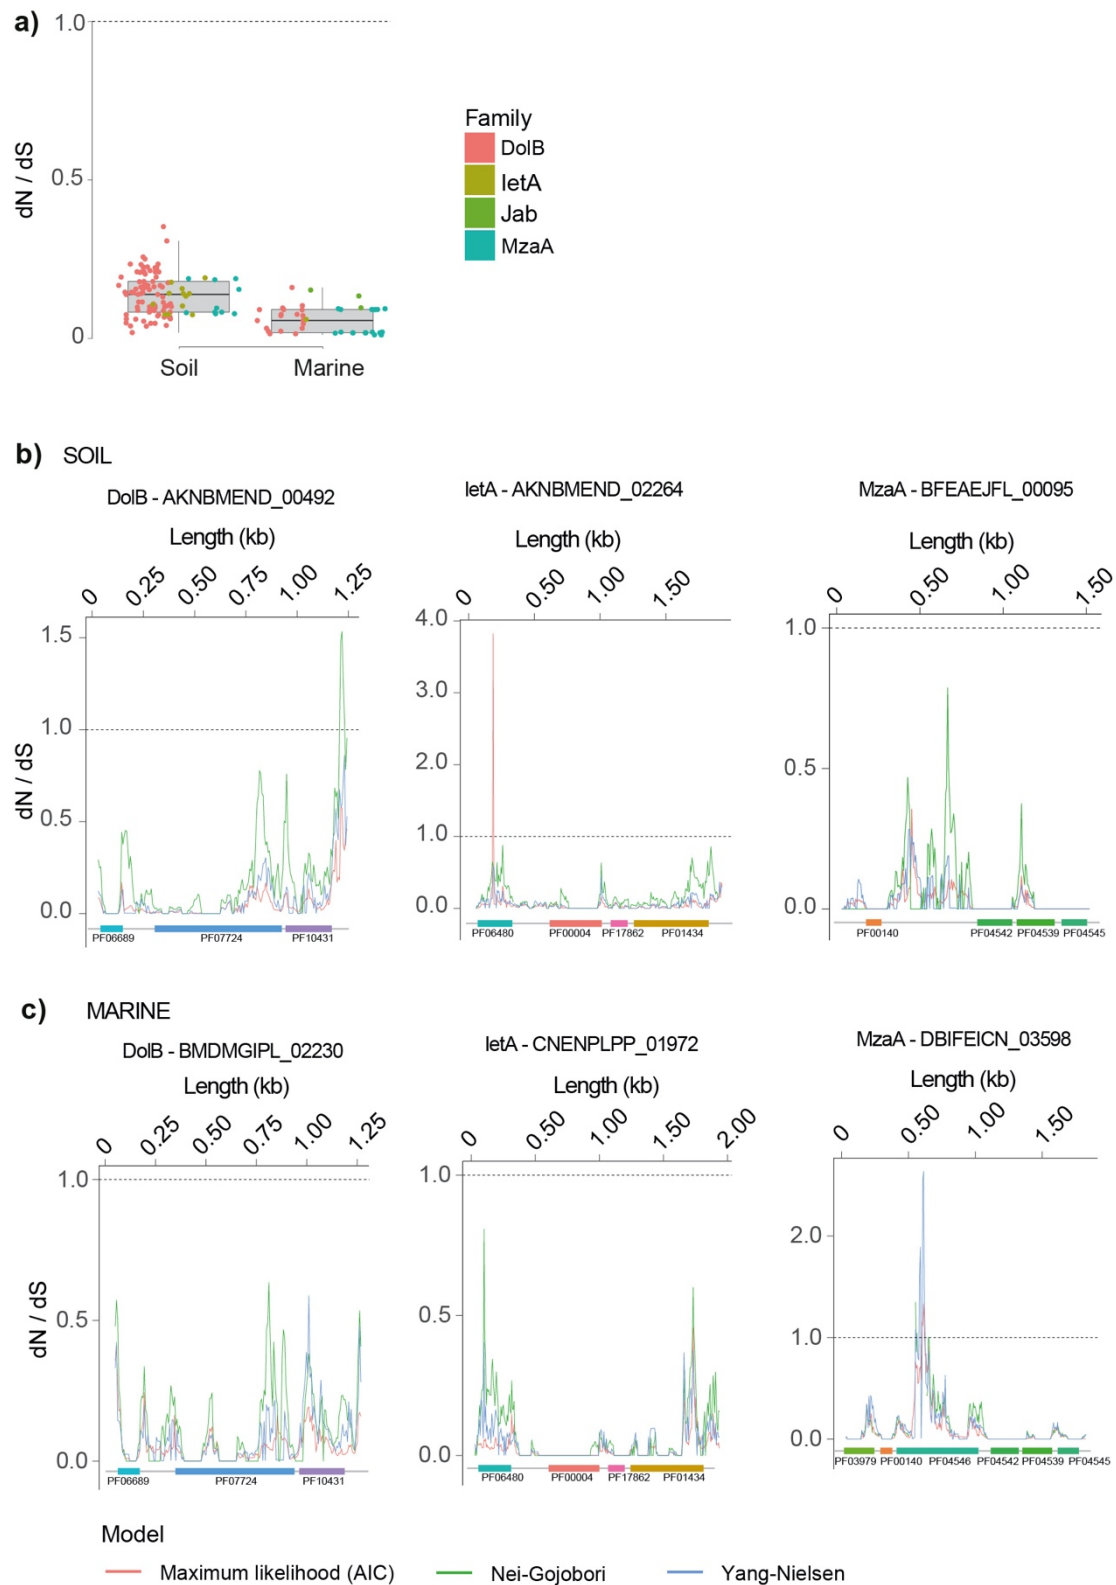 a)
1.0
0.5
0
dN / dS
Soil Marine
Family
DolB
IetA
Jab
MzaA
b) SOIL
DolB - AKNBMEND_00492
Length (kb)
0 0.25 0.50 0.75 1.00 1.25
1.5
1.0
0.5
0.0
dN / dS
PF06689 PF07724 PF10431
IetA - AKNBMEND_02264
Length (kb)
0 0.50 1.00 1.50
4.0
3.0
2.0
1.0
0.0
PF06480 PF00004 PF17862 PF01434
MzaA - BFEAEJFL_00095
Length (kb)
0 0.50 1.00 1.50
1.0
0.5
0.0
PF00140 PF04542 PF04539 PF04545
c) MARINE
DolB - BMDMGIPL_02230
Length (kb)
0 0.25 0.50 0.75 1.00 1.25
1.0
0.5
0.0
dN / dS
PF06689 PF07724 PF10431
IetA - CNENPLPP_01972
Length (kb)
0 0.50 1.00 1.50 2.00
1.0
0.5
0.0
PF06480 PF00004 PF17862 PF01434
MzaA - DBIFEICN_03598
Length (kb)
0 0.50 1.00 1.50
2.0
1.0
0.0
PF03979 PF00140 PF04546 PF04542 PF04539 PF04545
Model
Maximum likelihood (AIC) Nei-Gojobori Yang-Nielsen